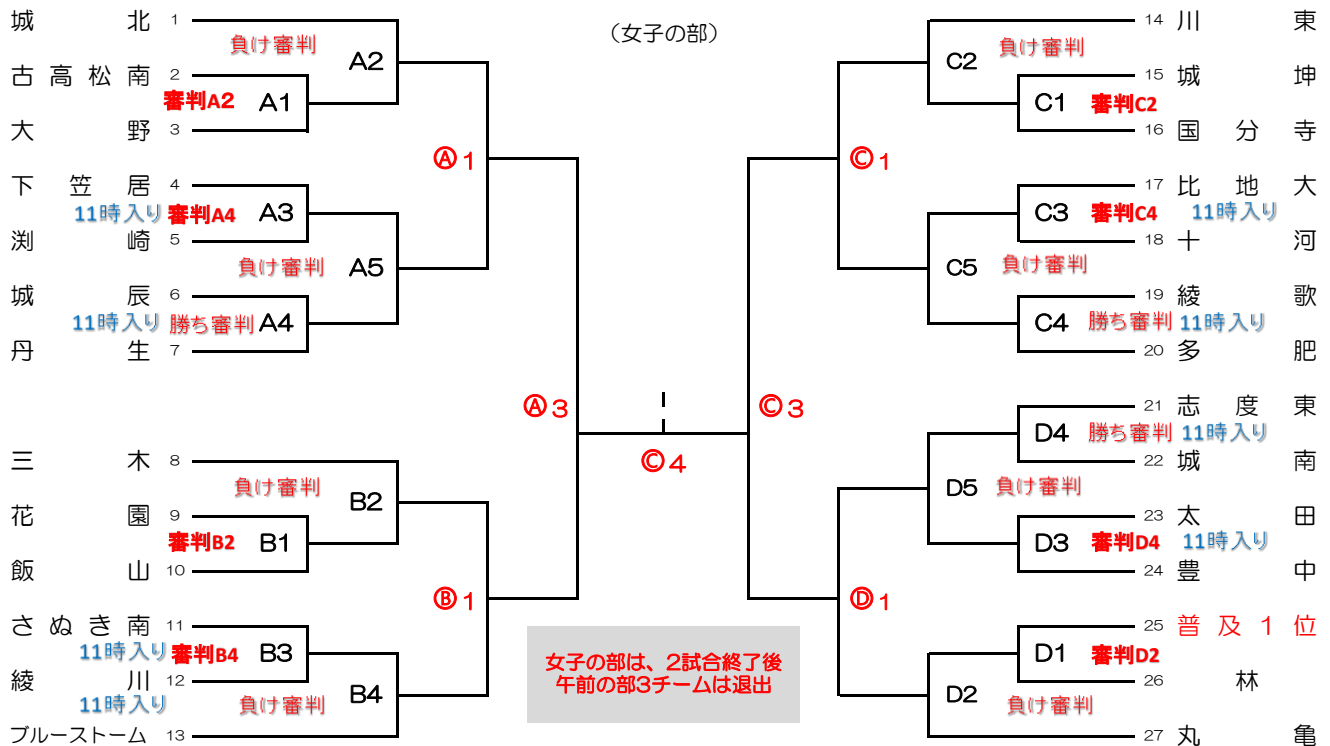 （女子の部）
城北 1
負け審判 A2
古高松南 2
審判A2 A1
大野 3
Ⓐ1
下笠居 4
11時入り 審判A4 A3
渕崎 5
負け審判 A5
城辰 6
11時入り 勝ち審判 A4
丹生 7
Ⓐ3
三木 8
負け審判 B2
花園 9
審判B2 B1
飯山 10
Ⓑ1
さぬき南 11
11時入り 審判B4 B3
綾川 12
11時入り 負け審判 B4
ブルーストーム 13
Ⓒ4
女子の部は、2試合終了後
午前の部3チームは退出
14 川東
C2 負け審判
15 城坤
C1 審判C2
16 国分寺
Ⓒ1
17 比地大
C3 審判C4 11時入り
18 十河
C5 負け審判
19 綾歌
C4 勝ち審判 11時入り
20 多肥
Ⓒ3
21 志度東
D4 勝ち審判 11時入り
22 城南
D5 負け審判
23 太田
D3 審判D4 11時入り
24 豊中
Ⓓ1
25 普及1位
D1 審判D2
26 林
D2 負け審判
27 丸亀